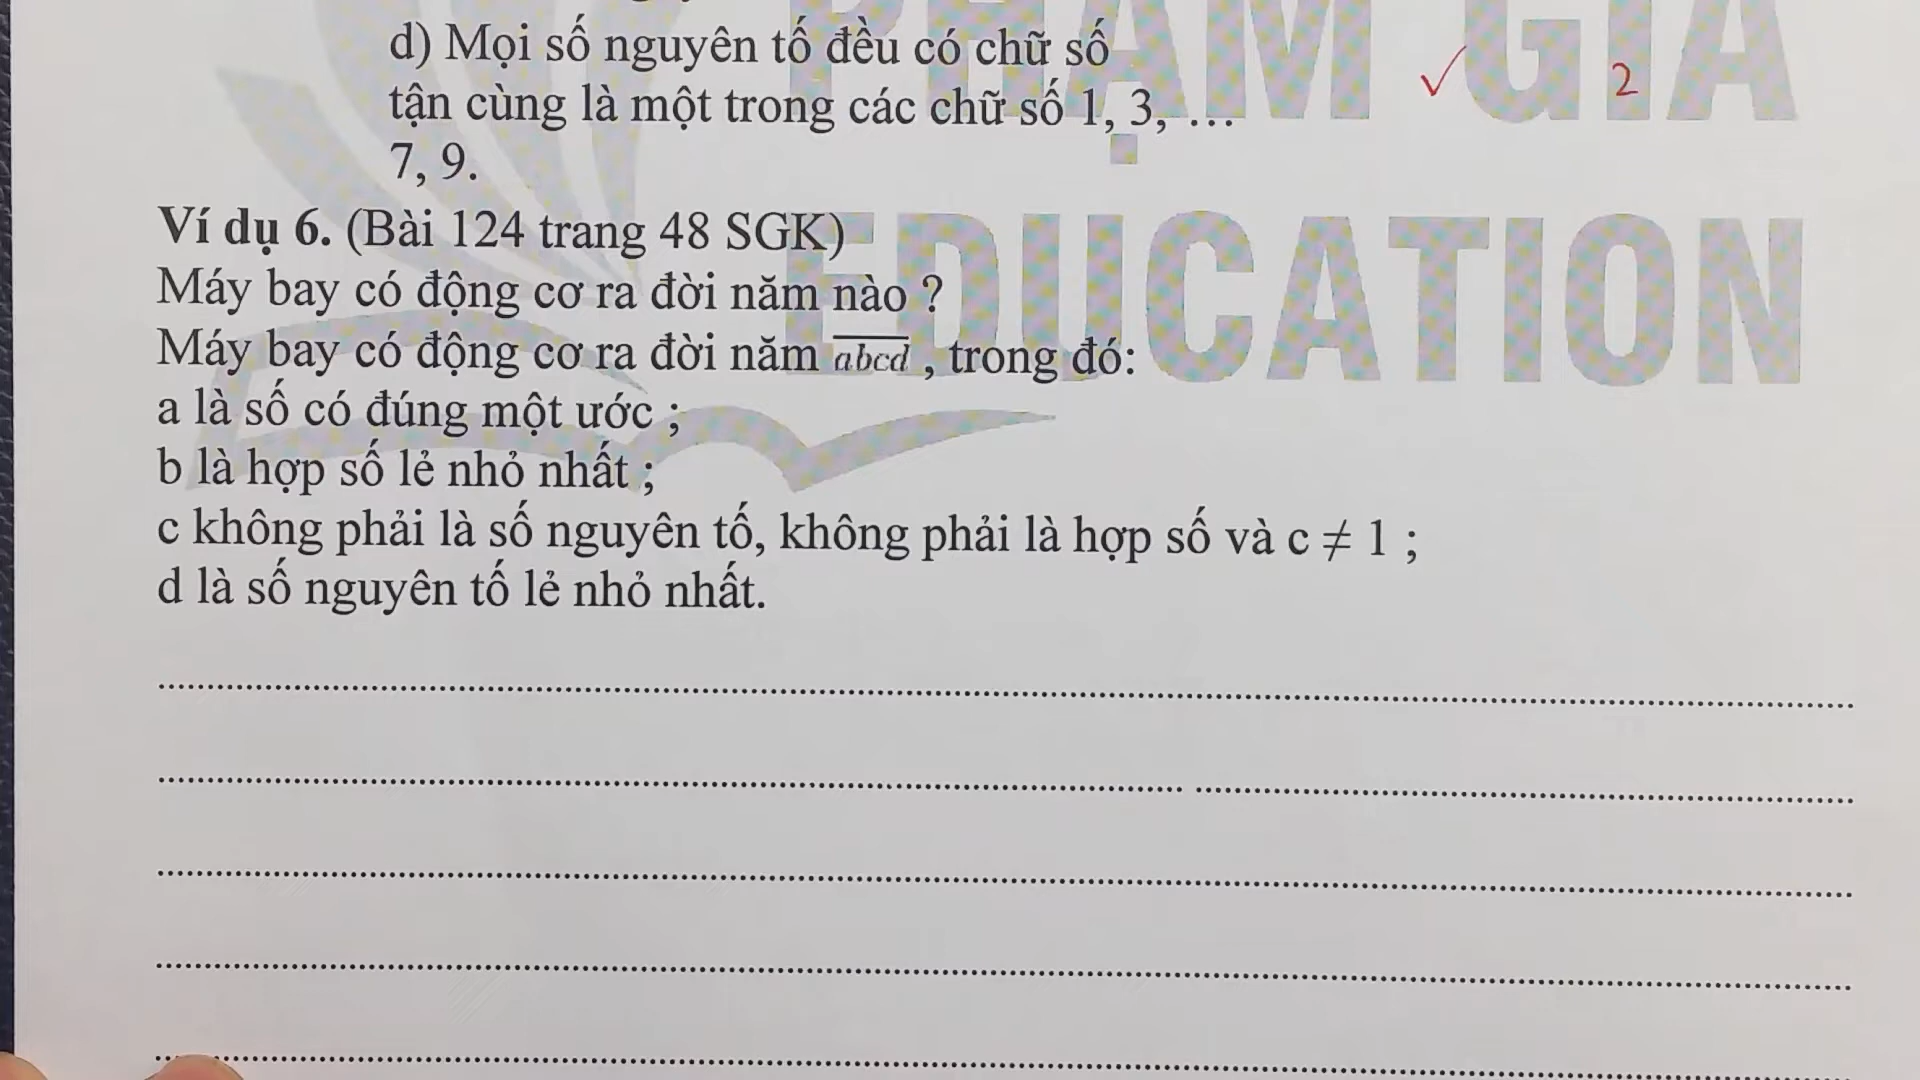 d) Mọi số nguyên tố đều có chữ số
tận cùng là một trong các chữ số 1, 3, ...
7, 9.
✓
2
PHẠM GIA
EDUCATION
Ví dụ 6. (Bài 124 trang 48 SGK)
Máy bay có động cơ ra đời năm nào ?
Máy bay có động cơ ra đời năm abcd , trong đó:
a là số có đúng một ước ;
b là hợp số lẻ nhỏ nhất ;
c không phải là số nguyên tố, không phải là hợp số và c ≠ 1 ;
d là số nguyên tố lẻ nhỏ nhất.